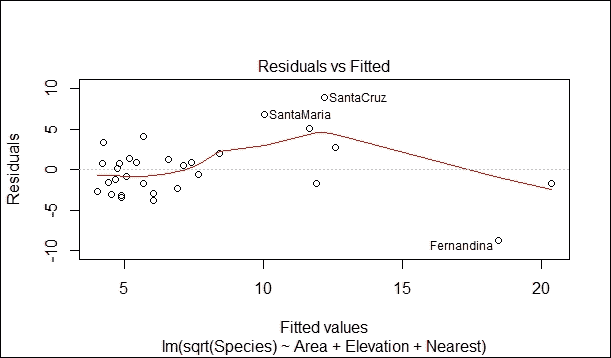 Residuals vs Fitted
Residuals
10
5
0
-5
-10
SantaCruz
SantaMaria
Fernandina
5 10 15 20
Fitted values
lm(sqrt(Species) ~ Area + Elevation + Nearest)